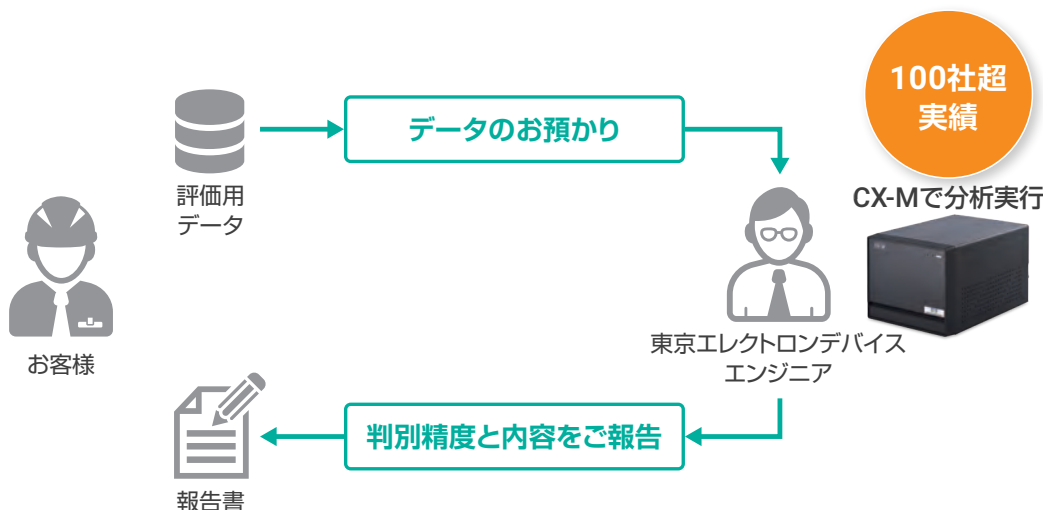 100社超
実績
データのお預かり
評価用
データ
CX-Mで分析実行
お客様
東京エレクトロンデバイス
エンジニア
判別精度と内容をご報告
報告書